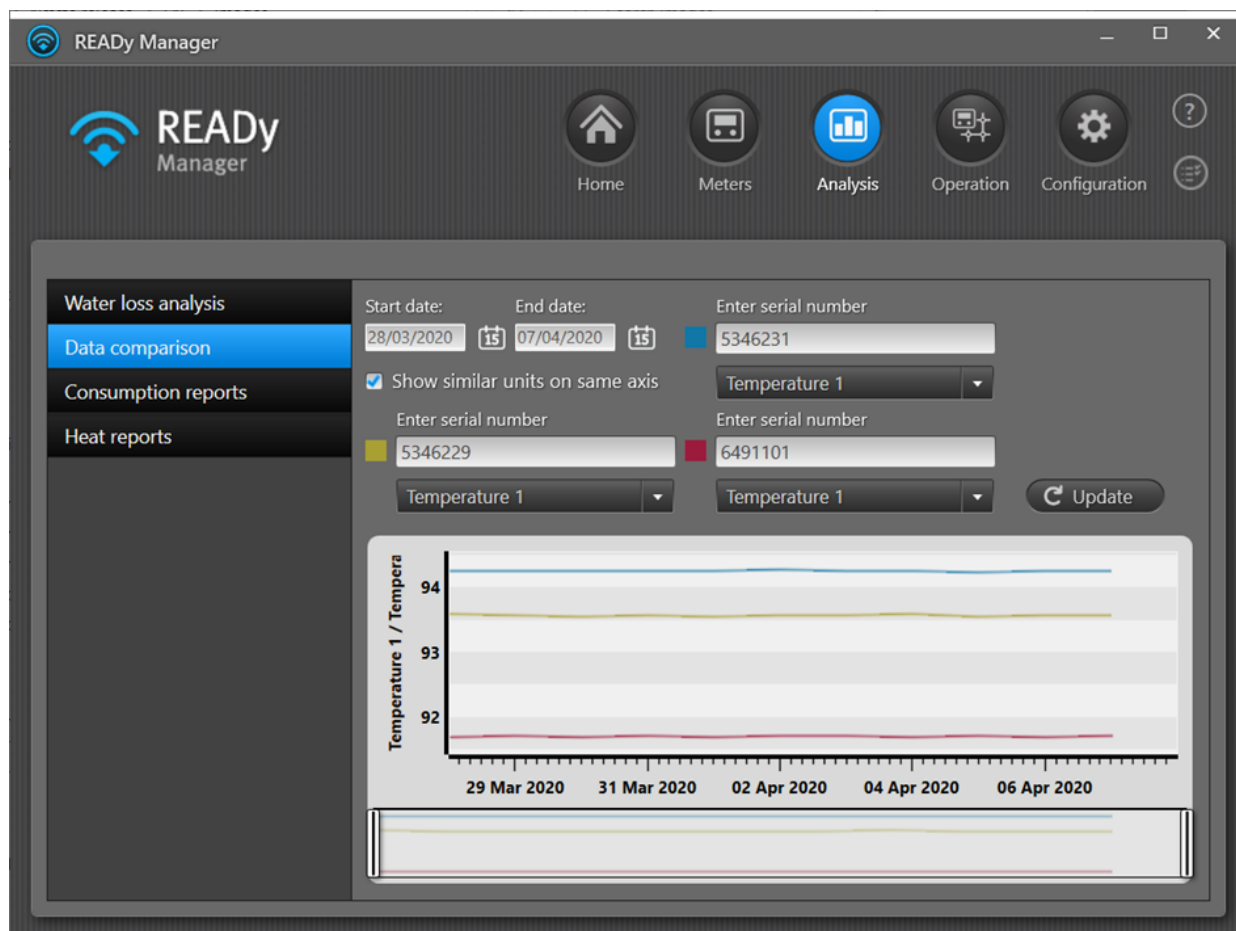 READy Manager
READy
Manager
Home
Meters
Analysis
Operation
Configuration
?
Water loss analysis
Data comparison
Consumption reports
Heat reports
Start date:
End date:
Enter serial number
28/03/2020
15
07/04/2020
15
5346231
Show similar units on same axis
Temperature 1
Enter serial number
Enter serial number
5346229
6491101
Temperature 1
Temperature 1
Update
Temperature 1 / Tempera
94
93
92
29 Mar 2020
31 Mar 2020
02 Apr 2020
04 Apr 2020
06 Apr 2020